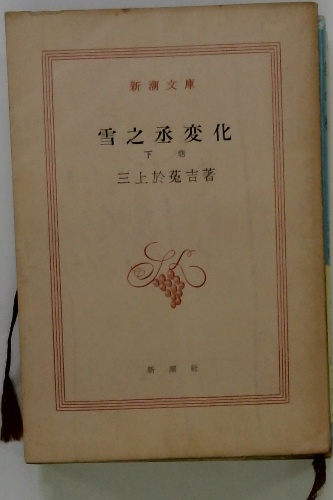 新潮文庫
雪之丞変化
下巻
三上於菟吉著
新潮社